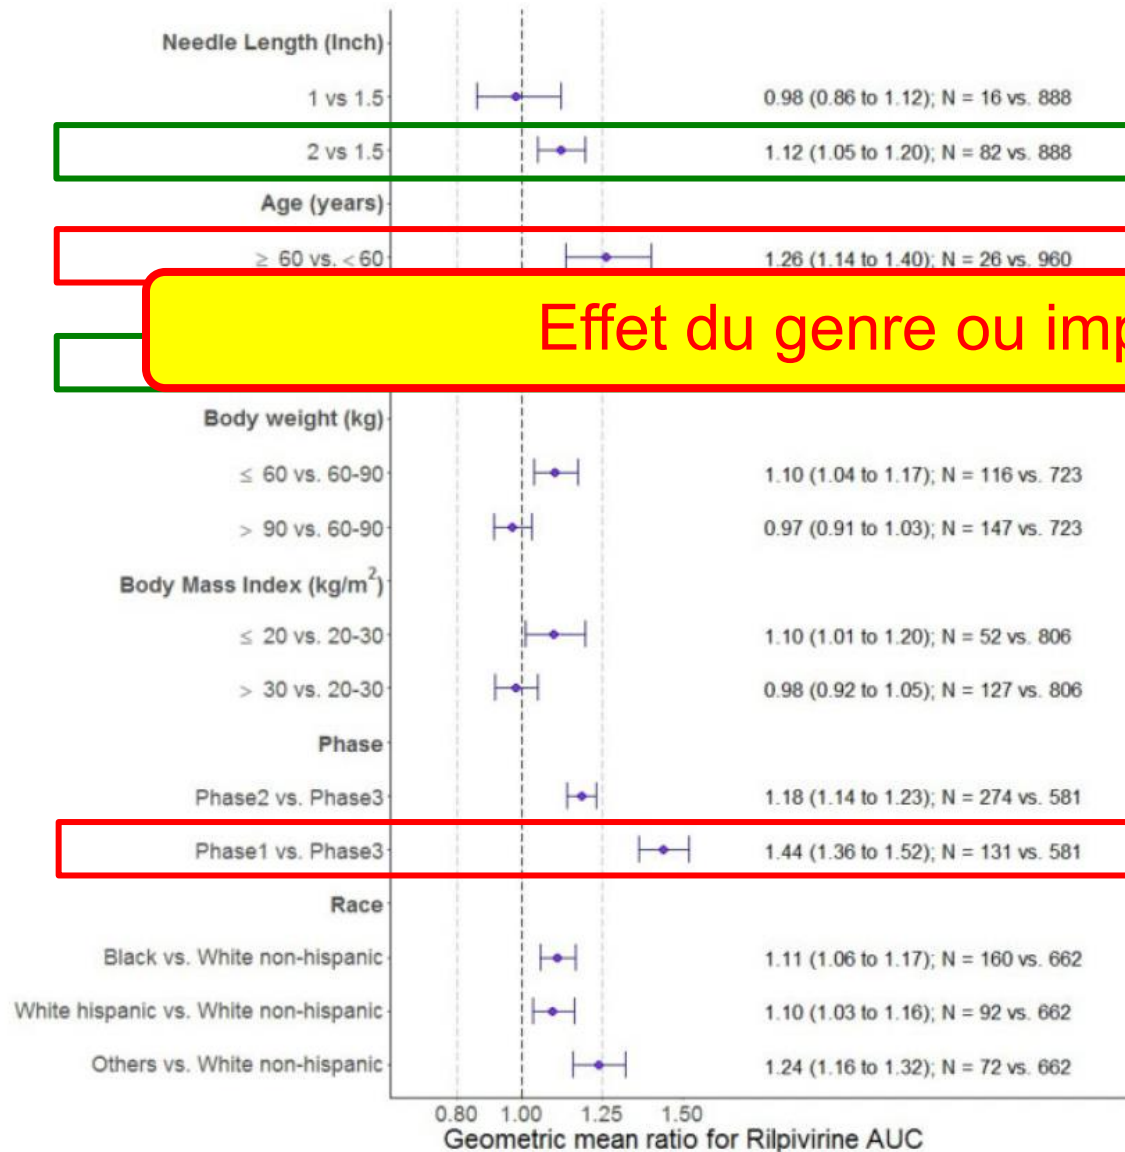 Needle Length (Inch)
1 vs 1.5 0.98 (0.86 to 1.12); N = 16 vs. 888
2 vs 1.5 1.12 (1.05 to 1.20); N = 82 vs. 888
Age (years)
≥ 60 vs. < 60 1.26 (1.14 to 1.40); N = 26 vs. 960
Effet du genre ou imp
Body weight (kg)
≤ 60 vs. 60-90 1.10 (1.04 to 1.17); N = 116 vs. 723
> 90 vs. 60-90 0.97 (0.91 to 1.03); N = 147 vs. 723
Body Mass Index (kg/m²)
≤ 20 vs. 20-30 1.10 (1.01 to 1.20); N = 52 vs. 806
> 30 vs. 20-30 0.98 (0.92 to 1.05); N = 127 vs. 806
Phase
Phase2 vs. Phase3 1.18 (1.14 to 1.23); N = 274 vs. 581
Phase1 vs. Phase3 1.44 (1.36 to 1.52); N = 131 vs. 581
Race
Black vs. White non-hispanic 1.11 (1.06 to 1.17); N = 160 vs. 662
White hispanic vs. White non-hispanic 1.10 (1.03 to 1.16); N = 92 vs. 662
Others vs. White non-hispanic 1.24 (1.16 to 1.32); N = 72 vs. 662
0.80 1.00 1.25 1.50
Geometric mean ratio for Rilpivirine AUC